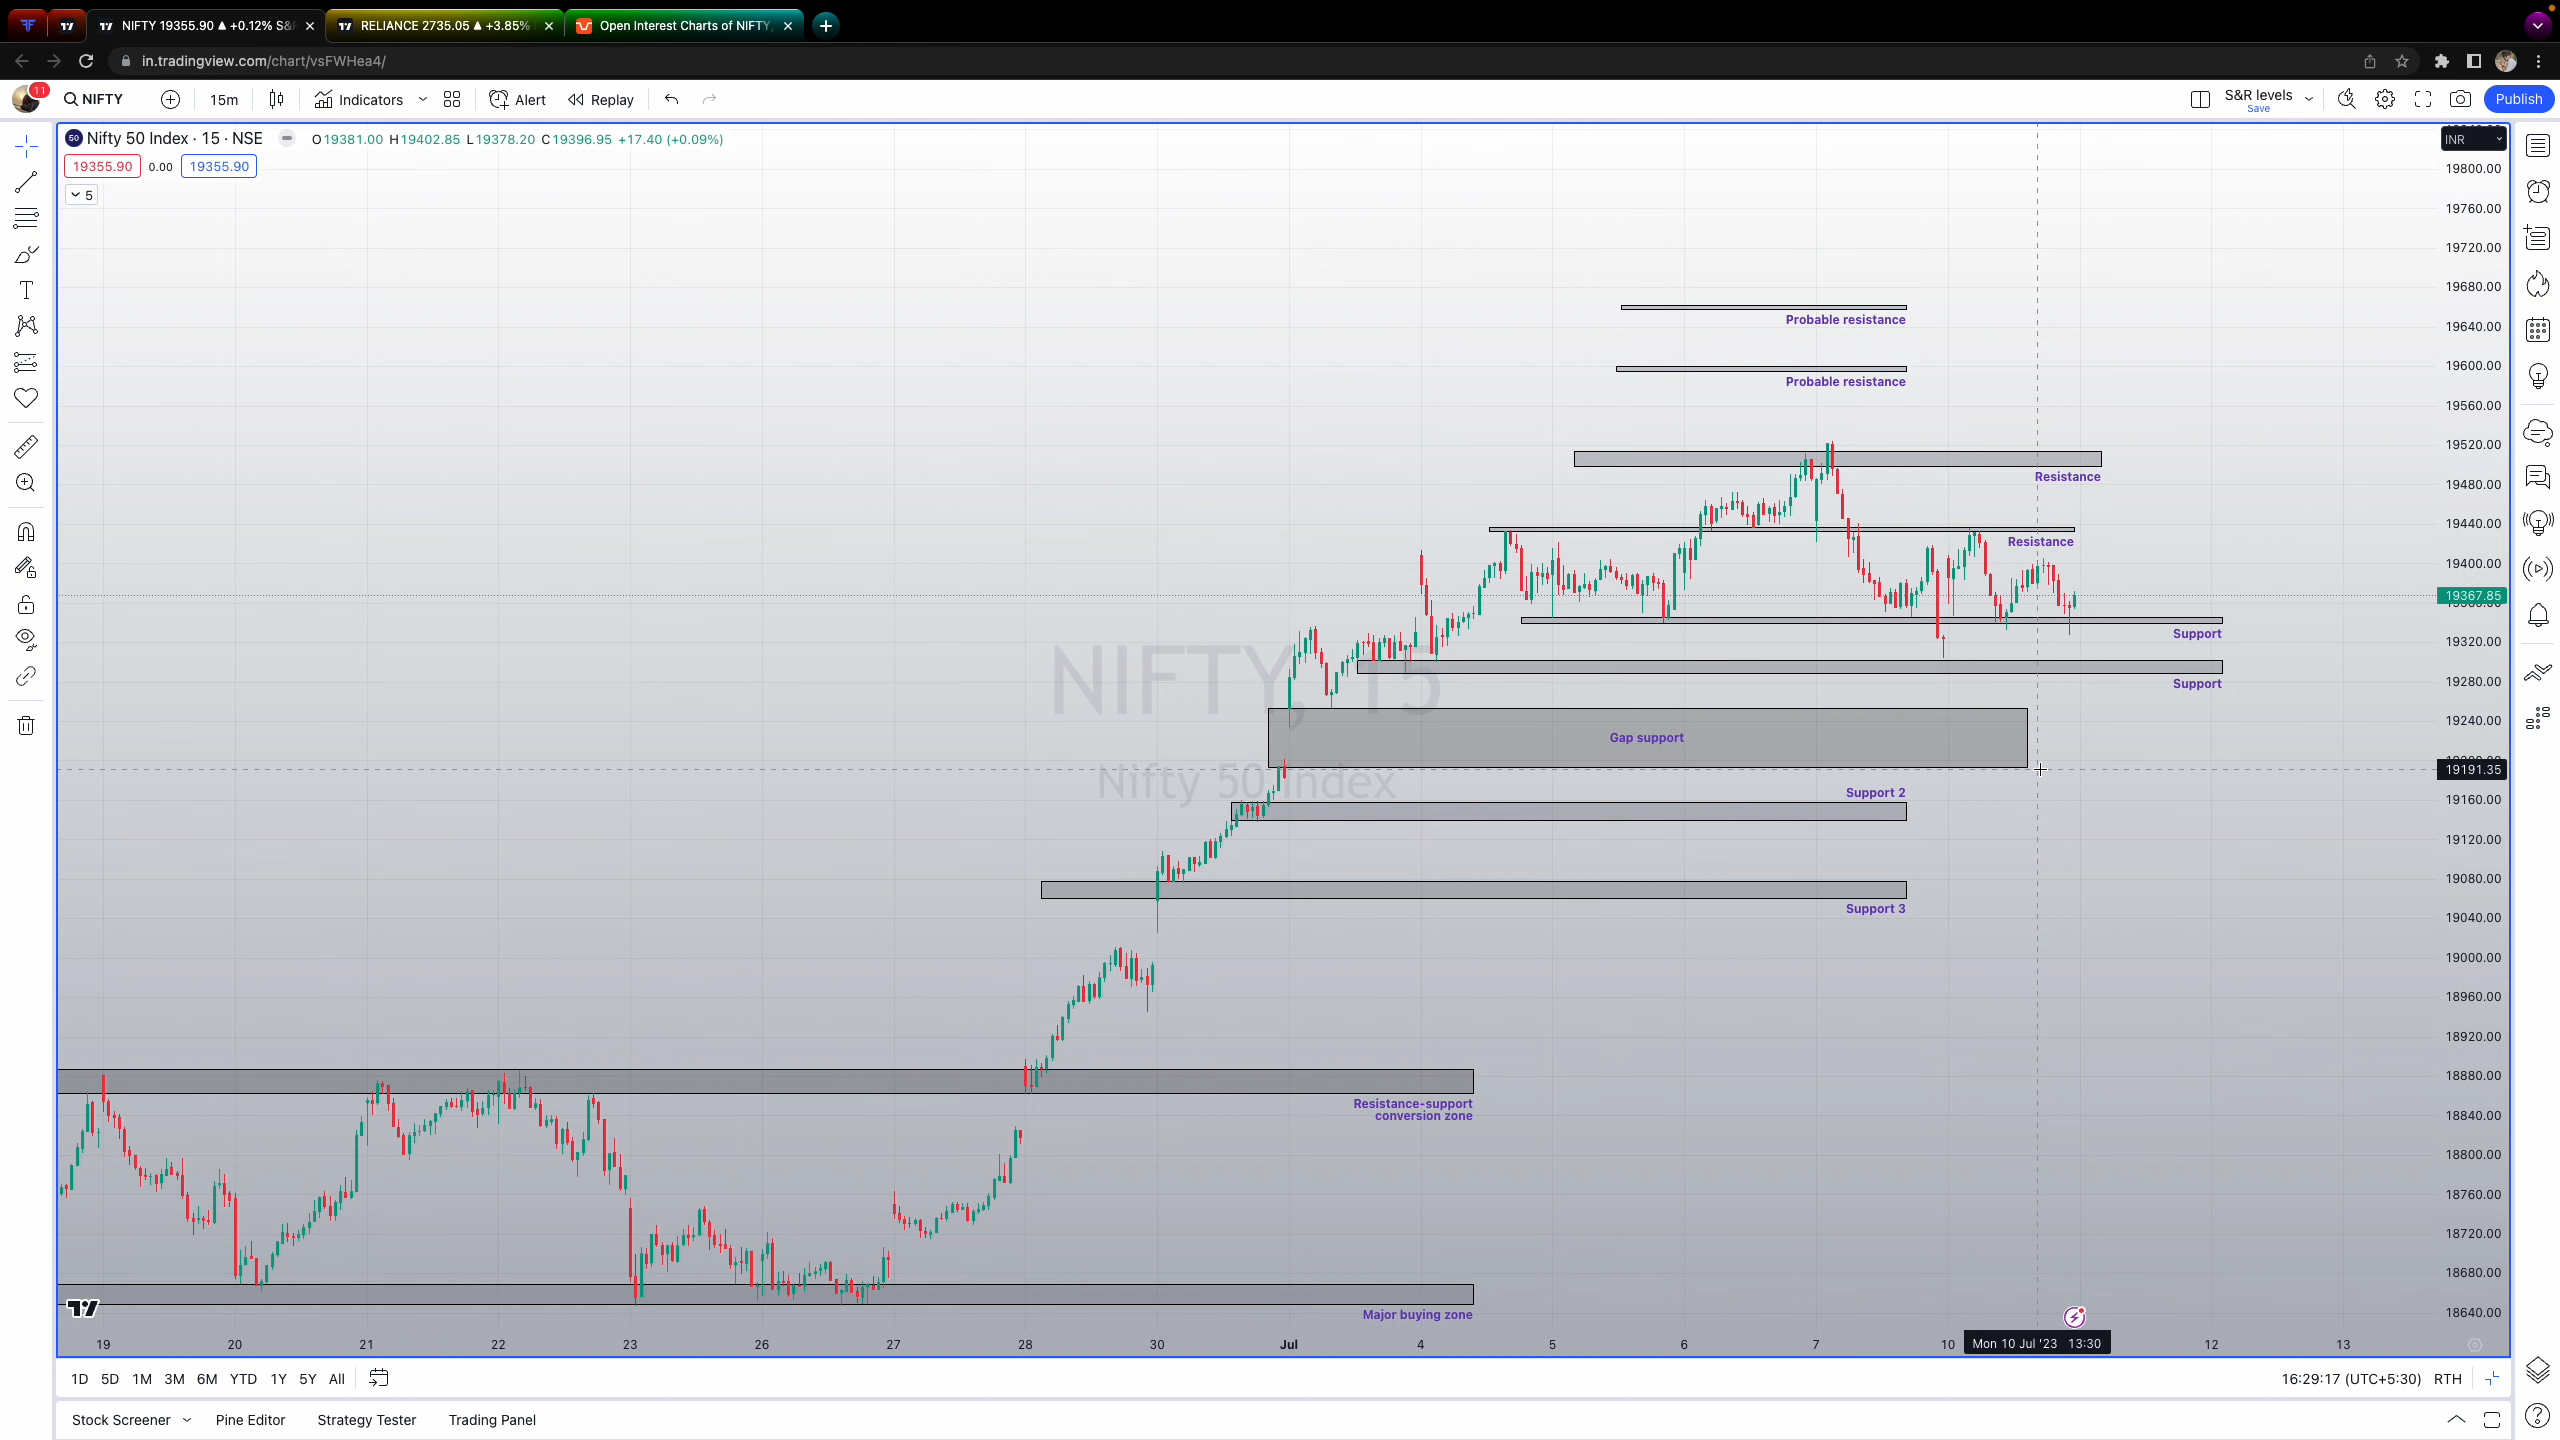 NIFTY 19355.90 ▲ +0.12% S&R
RELIANCE 2735.05 ▲ +3.85%
Open Interest Charts of NIFTY,
in.tradingview.com/chart/vsFWHea4/
11
NIFTY
15m
Indicators
Alert
Replay
S&R levels
Save
Publish
50
Nifty 50 Index · 15 · NSE
O19381.00 H19402.85 L19378.20 C19396.95 +17.40 (+0.09%)
19355.90
0.00
19355.90
5
INR
19800.00
19760.00
19720.00
19680.00
19640.00
19600.00
19560.00
19520.00
19480.00
19440.00
19400.00
19367.85
19320.00
19280.00
19240.00
19191.35
19160.00
19120.00
19080.00
19040.00
19000.00
18960.00
18920.00
18880.00
18840.00
18800.00
18760.00
18720.00
18680.00
18640.00
Probable resistance
Probable resistance
Resistance
Resistance
Support
Support
NIFTY, 15
Nifty 50 Index
Gap support
Support 2
Support 3
Resistance-support
conversion zone
Major buying zone
19
20
21
22
23
26
27
28
30
Jul
4
5
6
7
10
Mon 10 Jul '23 13:30
12
13
1D
5D
1M
3M
6M
YTD
1Y
5Y
All
16:29:17 (UTC+5:30)
RTH
Stock Screener
Pine Editor
Strategy Tester
Trading Panel